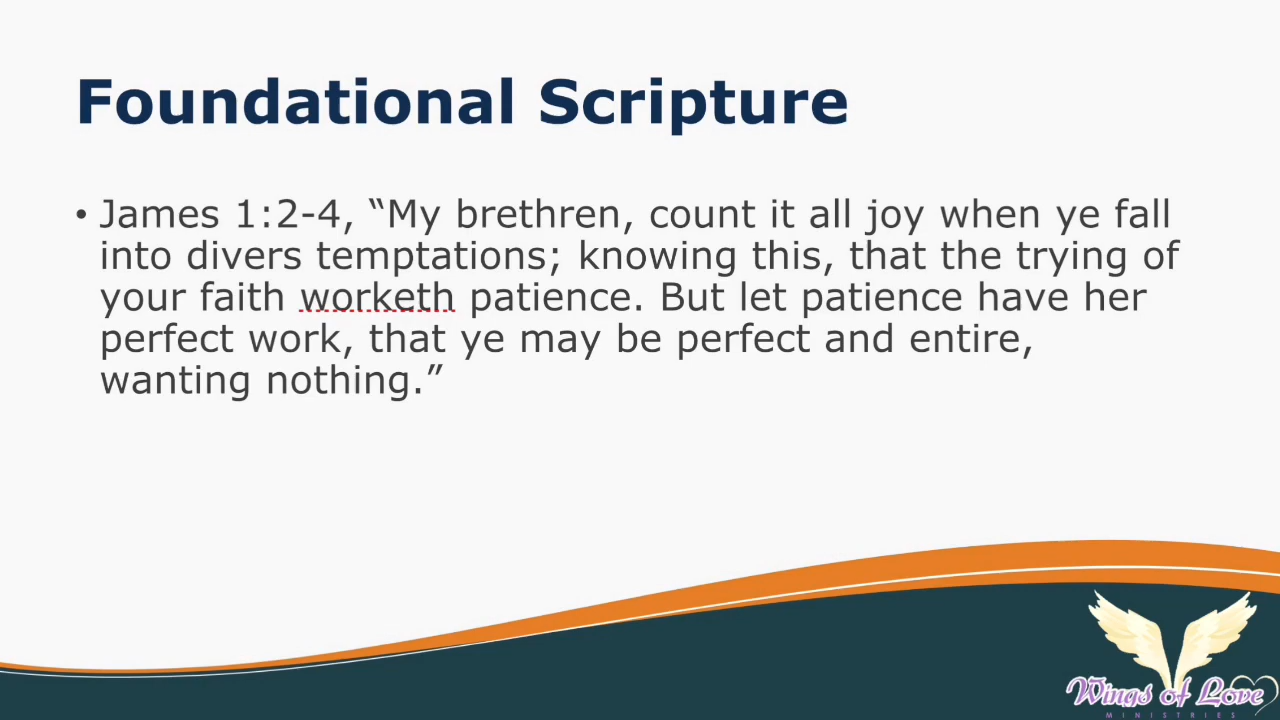 Foundational Scripture
• James 1:2-4, “My brethren, count it all joy when ye fall
into divers temptations; knowing this, that the trying of
your faith worketh patience. But let patience have her
perfect work, that ye may be perfect and entire,
wanting nothing.”
Wings of Love
MINISTRIES